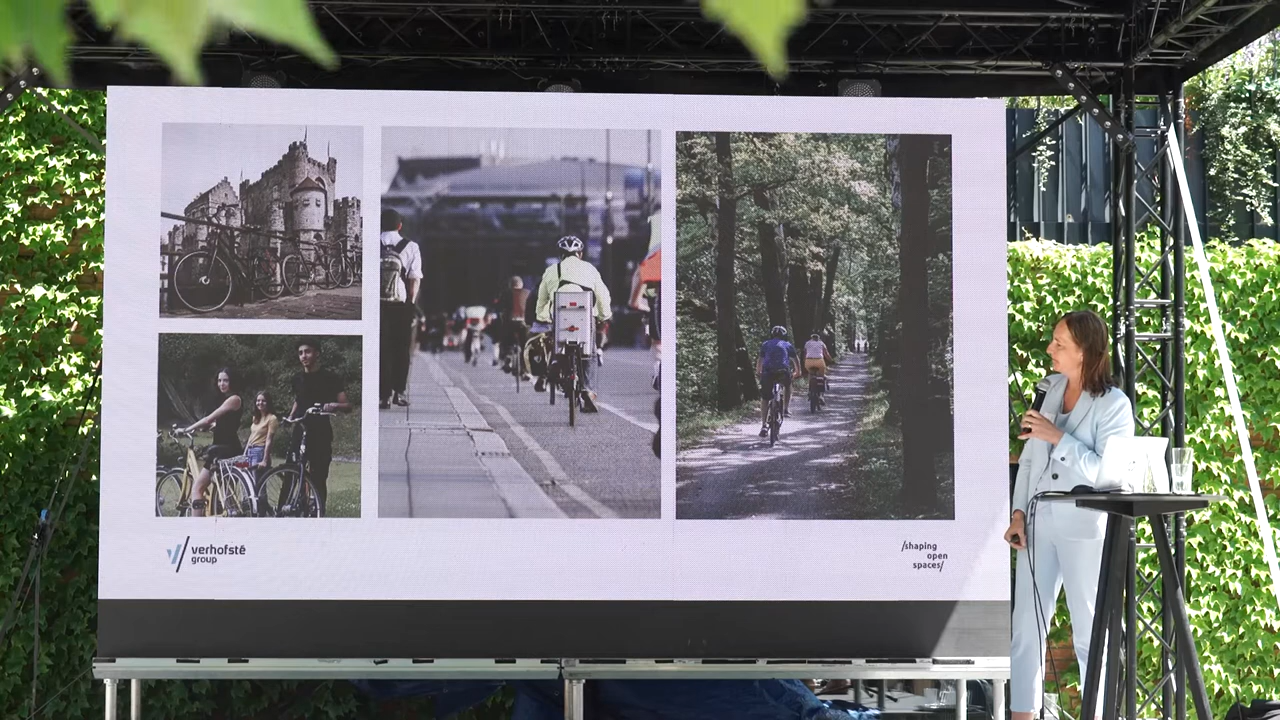 verhofstē
group
/shaping
open
spaces/